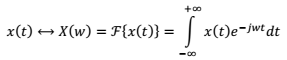 x(t) ↔ X(w) = ℱ{x(t)} = ∫_{-∞}^{+∞} x(t)e^{-jwt}dt